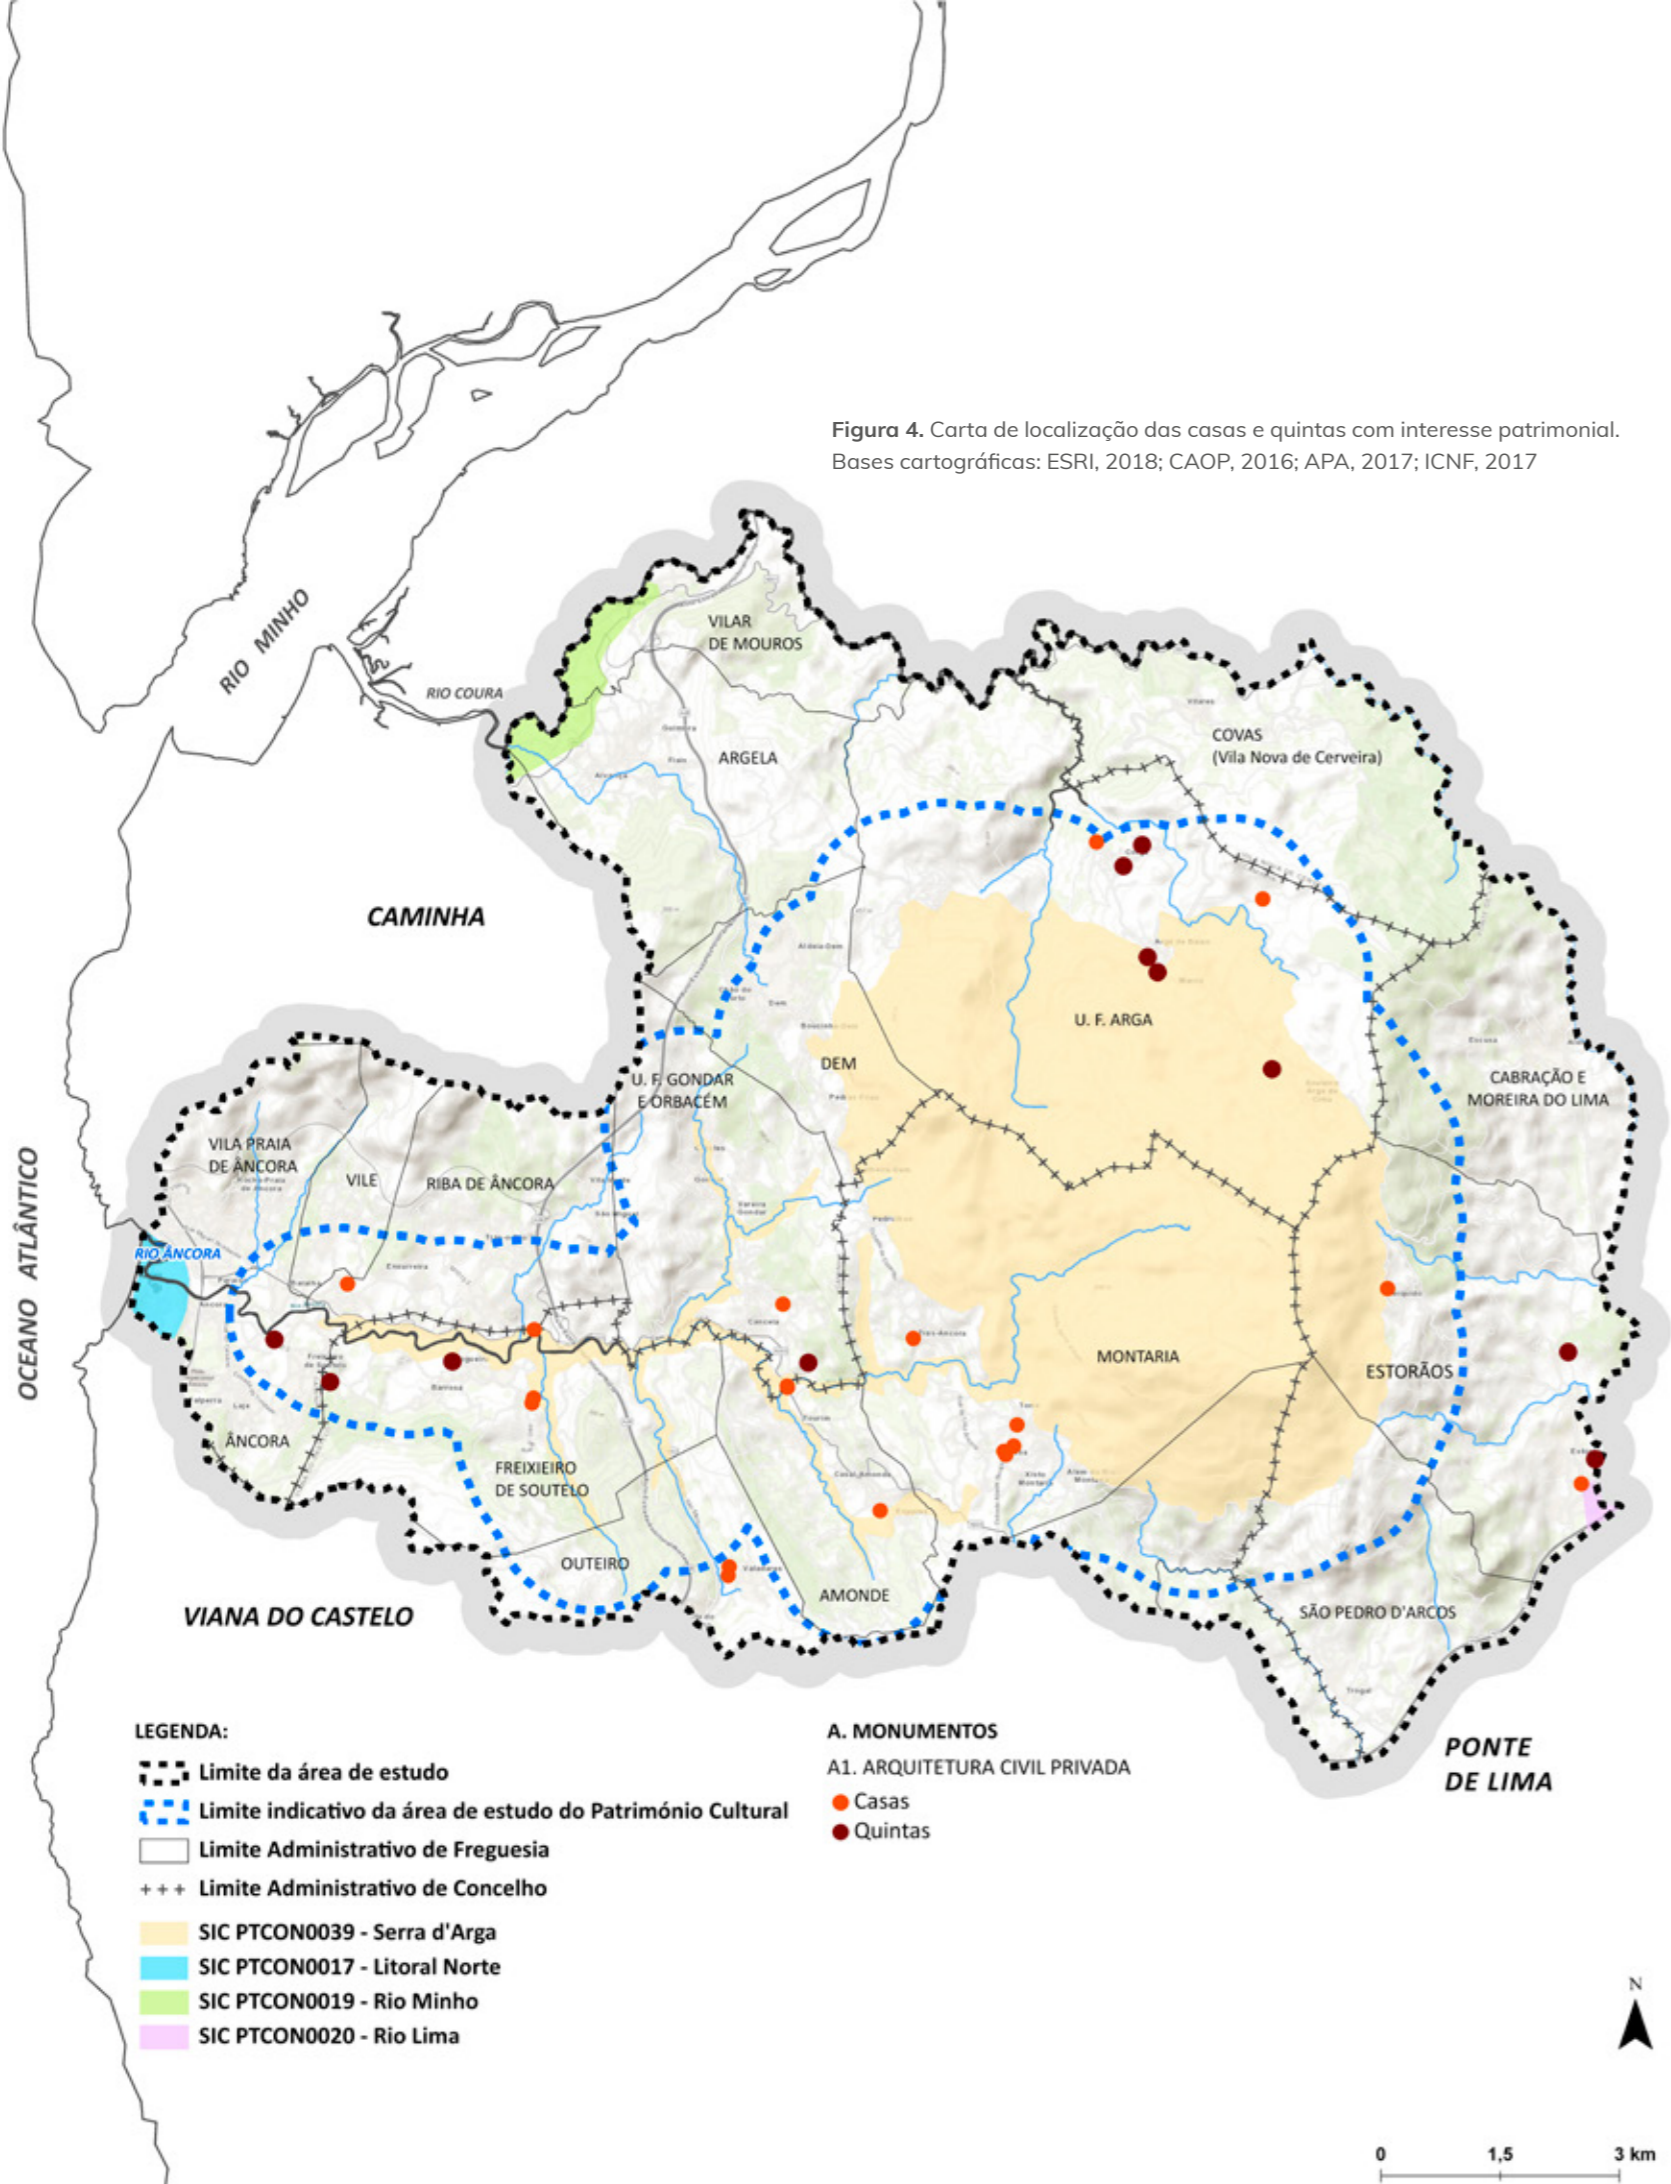 Figura 4. Carta de localização das casas e quintas com interesse patrimonial.
Bases cartográficas: ESRI, 2018; CAOP, 2016; APA, 2017; ICNF, 2017
RIO MINHO
RIO COURA
VILAR
DE MOUROS
ARGELA
COVAS
(Vila Nova de Cerveira)
CAMINHA
U. F. ARGA
DEM
U. F. GONDAR
E ORBACÉM
CABRAÇÃO E
MOREIRA DO LIMA
VILA PRAIA
DE ÂNCORA
VILE
RIBA DE ÂNCORA
OCEANO ATLÂNTICO
RIO ÂNCORA
MONTARIA
ESTORÃOS
ÂNCORA
FREIXIEIRO
DE SOUTELO
OUTEIRO
AMONDE
SÃO PEDRO D'ARCOS
VIANA DO CASTELO
PONTE
DE LIMA
LEGENDA:
Limite da área de estudo
Limite indicativo da área de estudo do Património Cultural
Limite Administrativo de Freguesia
Limite Administrativo de Concelho
SIC PTCON0039 - Serra d'Arga
SIC PTCON0017 - Litoral Norte
SIC PTCON0019 - Rio Minho
SIC PTCON0020 - Rio Lima
A. MONUMENTOS
A1. ARQUITETURA CIVIL PRIVADA
Casas
Quintas
N
0 1,5 3 km